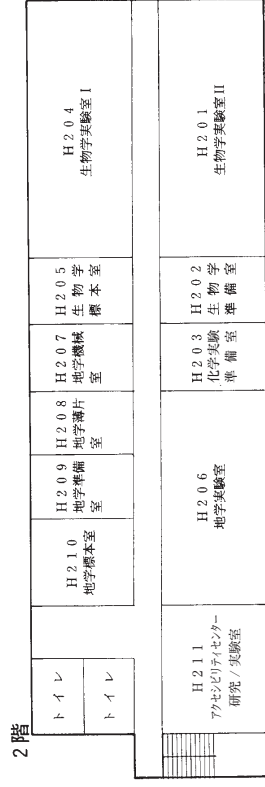 2階
トイレ
トイレ
H210
地学標本室
H209
地学準備
室
H208
地学薄片
室
H207
地学機械
室
H205
生物学
標本室
H204
生物学実験室Ⅰ
H211
アクセシビリティセンター
研究/実験室
H206
地学実験室
H203
化学実験
準備室
H202
生物学
準備室
H201
生物学実験室Ⅱ